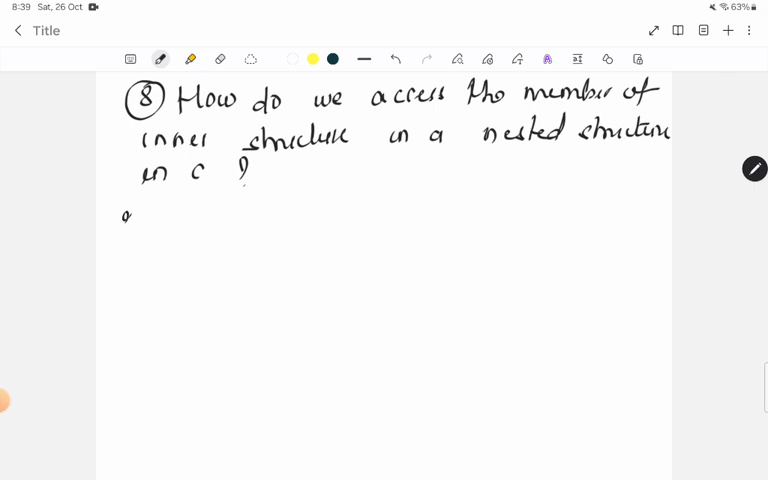 8:39 Sat, 26 Oct
63%
Title
8 How do we access the member of
inner structure in a nested structure
in c ?
a